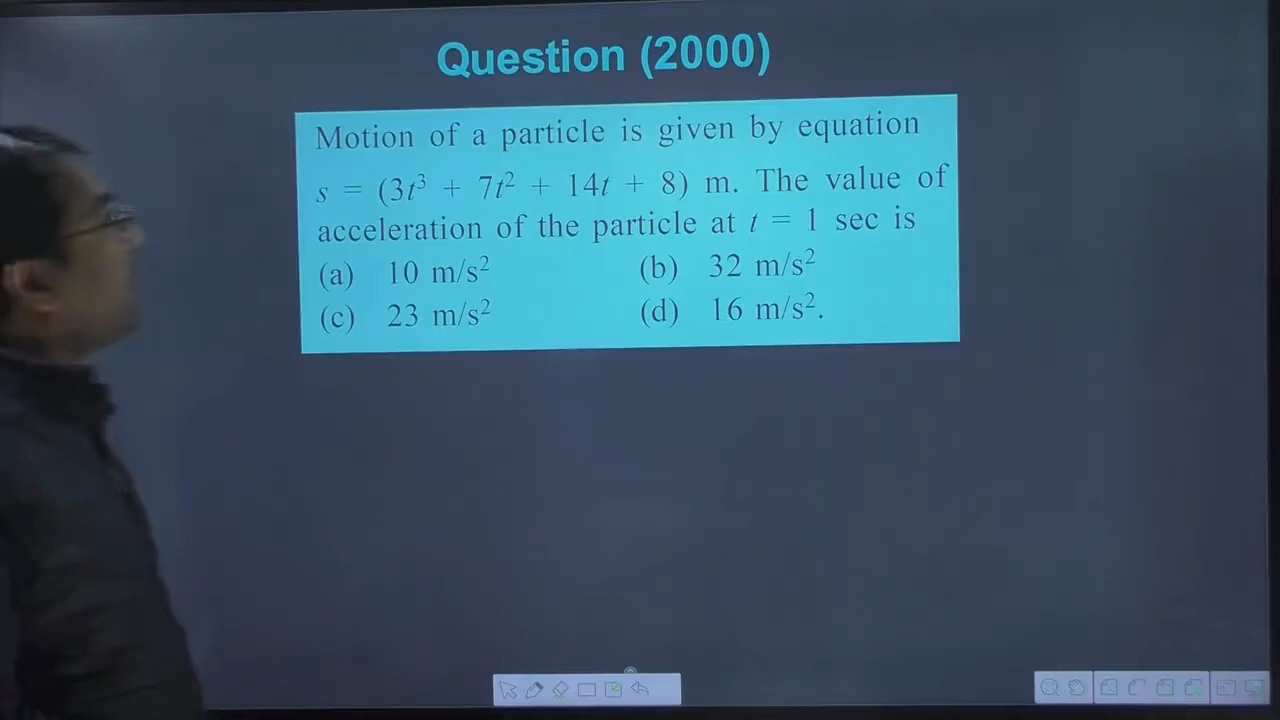 Question (2000)
Motion of a particle is given by equation
s = (3t³ + 7t² + 14t + 8) m. The value of
acceleration of the particle at t = 1 sec is
(a) 10 m/s² (b) 32 m/s²
(c) 23 m/s² (d) 16 m/s².